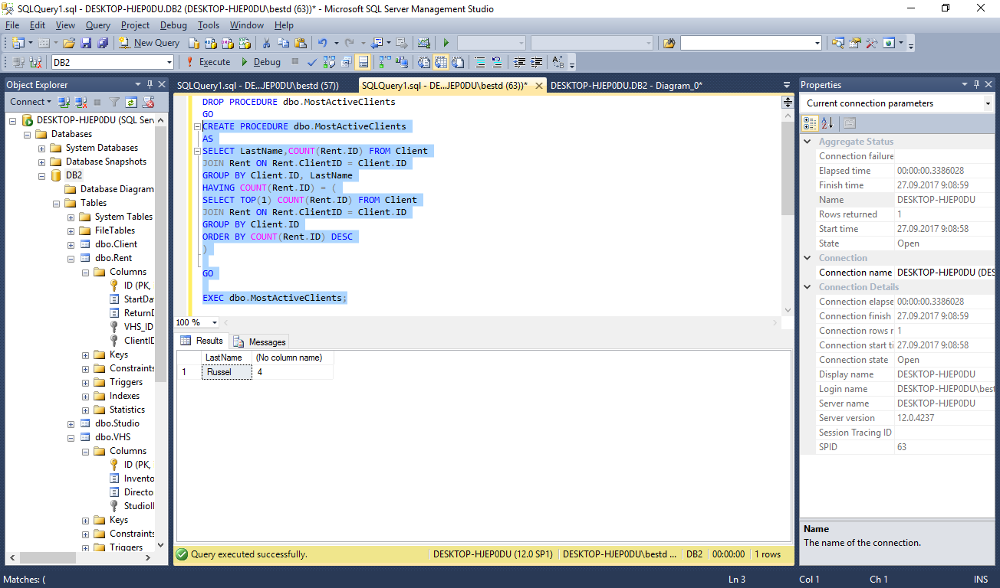 SQLQuery1.sql - DESKTOP-HJEP0DU.DB2 (DESKTOP-HJEP0DU\bestd (63))* - Microsoft SQL Server Management Studio
File Edit View Query Project Debug Tools Window Help
New Query
DB2 Execute Debug
Object Explorer
Connect
DESKTOP-HJEP0DU (SQL Serv
Databases
System Databases
Database Snapshots
DB2
Database Diagram
Tables
System Tables
FileTables
dbo.Client
dbo.Rent
Columns
ID (PK,
StartDa
ReturnD
VHS_ID
ClientID
Keys
Constraints
Triggers
Indexes
Statistics
dbo.Studio
dbo.VHS
Columns
ID (PK,
Invento
Directo
StudioI
Keys
Constraints
Triggers
SQLQuery1.sql - DE...JEP0DU\bestd (57)) SQLQuery1.sql - DE...JEP0DU\bestd (63))* DESKTOP-HJEP0DU.DB2 - Diagram_0*
DROP PROCEDURE dbo.MostActiveClients
GO
CREATE PROCEDURE dbo.MostActiveClients
AS
SELECT LastName,COUNT(Rent.ID) FROM Client
JOIN Rent ON Rent.ClientID = Client.ID
GROUP BY Client.ID, LastName
HAVING COUNT(Rent.ID) = (
SELECT TOP(1) COUNT(Rent.ID) FROM Client
JOIN Rent ON Rent.ClientID = Client.ID
GROUP BY Client.ID
ORDER BY COUNT(Rent.ID) DESC
)
GO
EXEC dbo.MostActiveClients;
100 %
Results Messages
LastName (No column name)
1 Russel 4
Query executed successfully. DESKTOP-HJEP0DU (12.0 SP1) DESKTOP-HJEP0DU\bestd ... DB2 00:00:00 1 rows
Properties
Current connection parameters
Aggregate Status
Connection failure
Elapsed time 00:00:00.3386028
Finish time 27.09.2017 9:08:59
Name DESKTOP-HJEP0DU
Rows returned 1
Start time 27.09.2017 9:08:58
State Open
Connection
Connection name DESKTOP-HJEP0DU (DES
Connection Details
Connection elapse 00:00:00.3386028
Connection finish 27.09.2017 9:08:59
Connection rows r 1
Connection start ti 27.09.2017 9:08:58
Connection state Open
Display name DESKTOP-HJEP0DU
Login name DESKTOP-HJEP0DU\best
Server name DESKTOP-HJEP0DU
Server version 12.0.4237
Session Tracing ID
SPID 63
Name
The name of the connection.
Matches: ( Ln 3 Col 1 Ch 1 INS